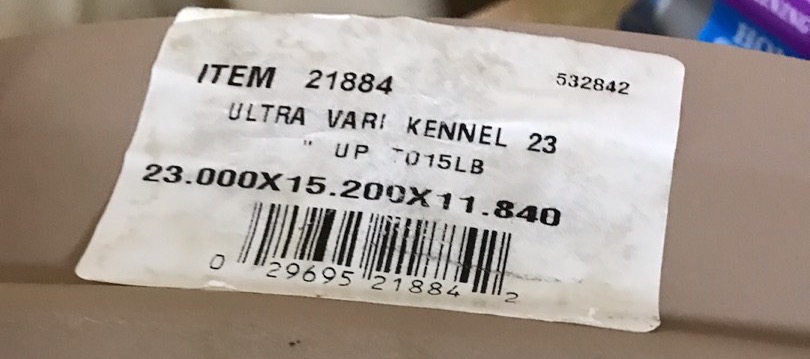 ITEM 21884 532842
ULTRA VARI KENNEL 23
" UP TO15LB
23.000X15.200X11.840
0 29695 21884 2